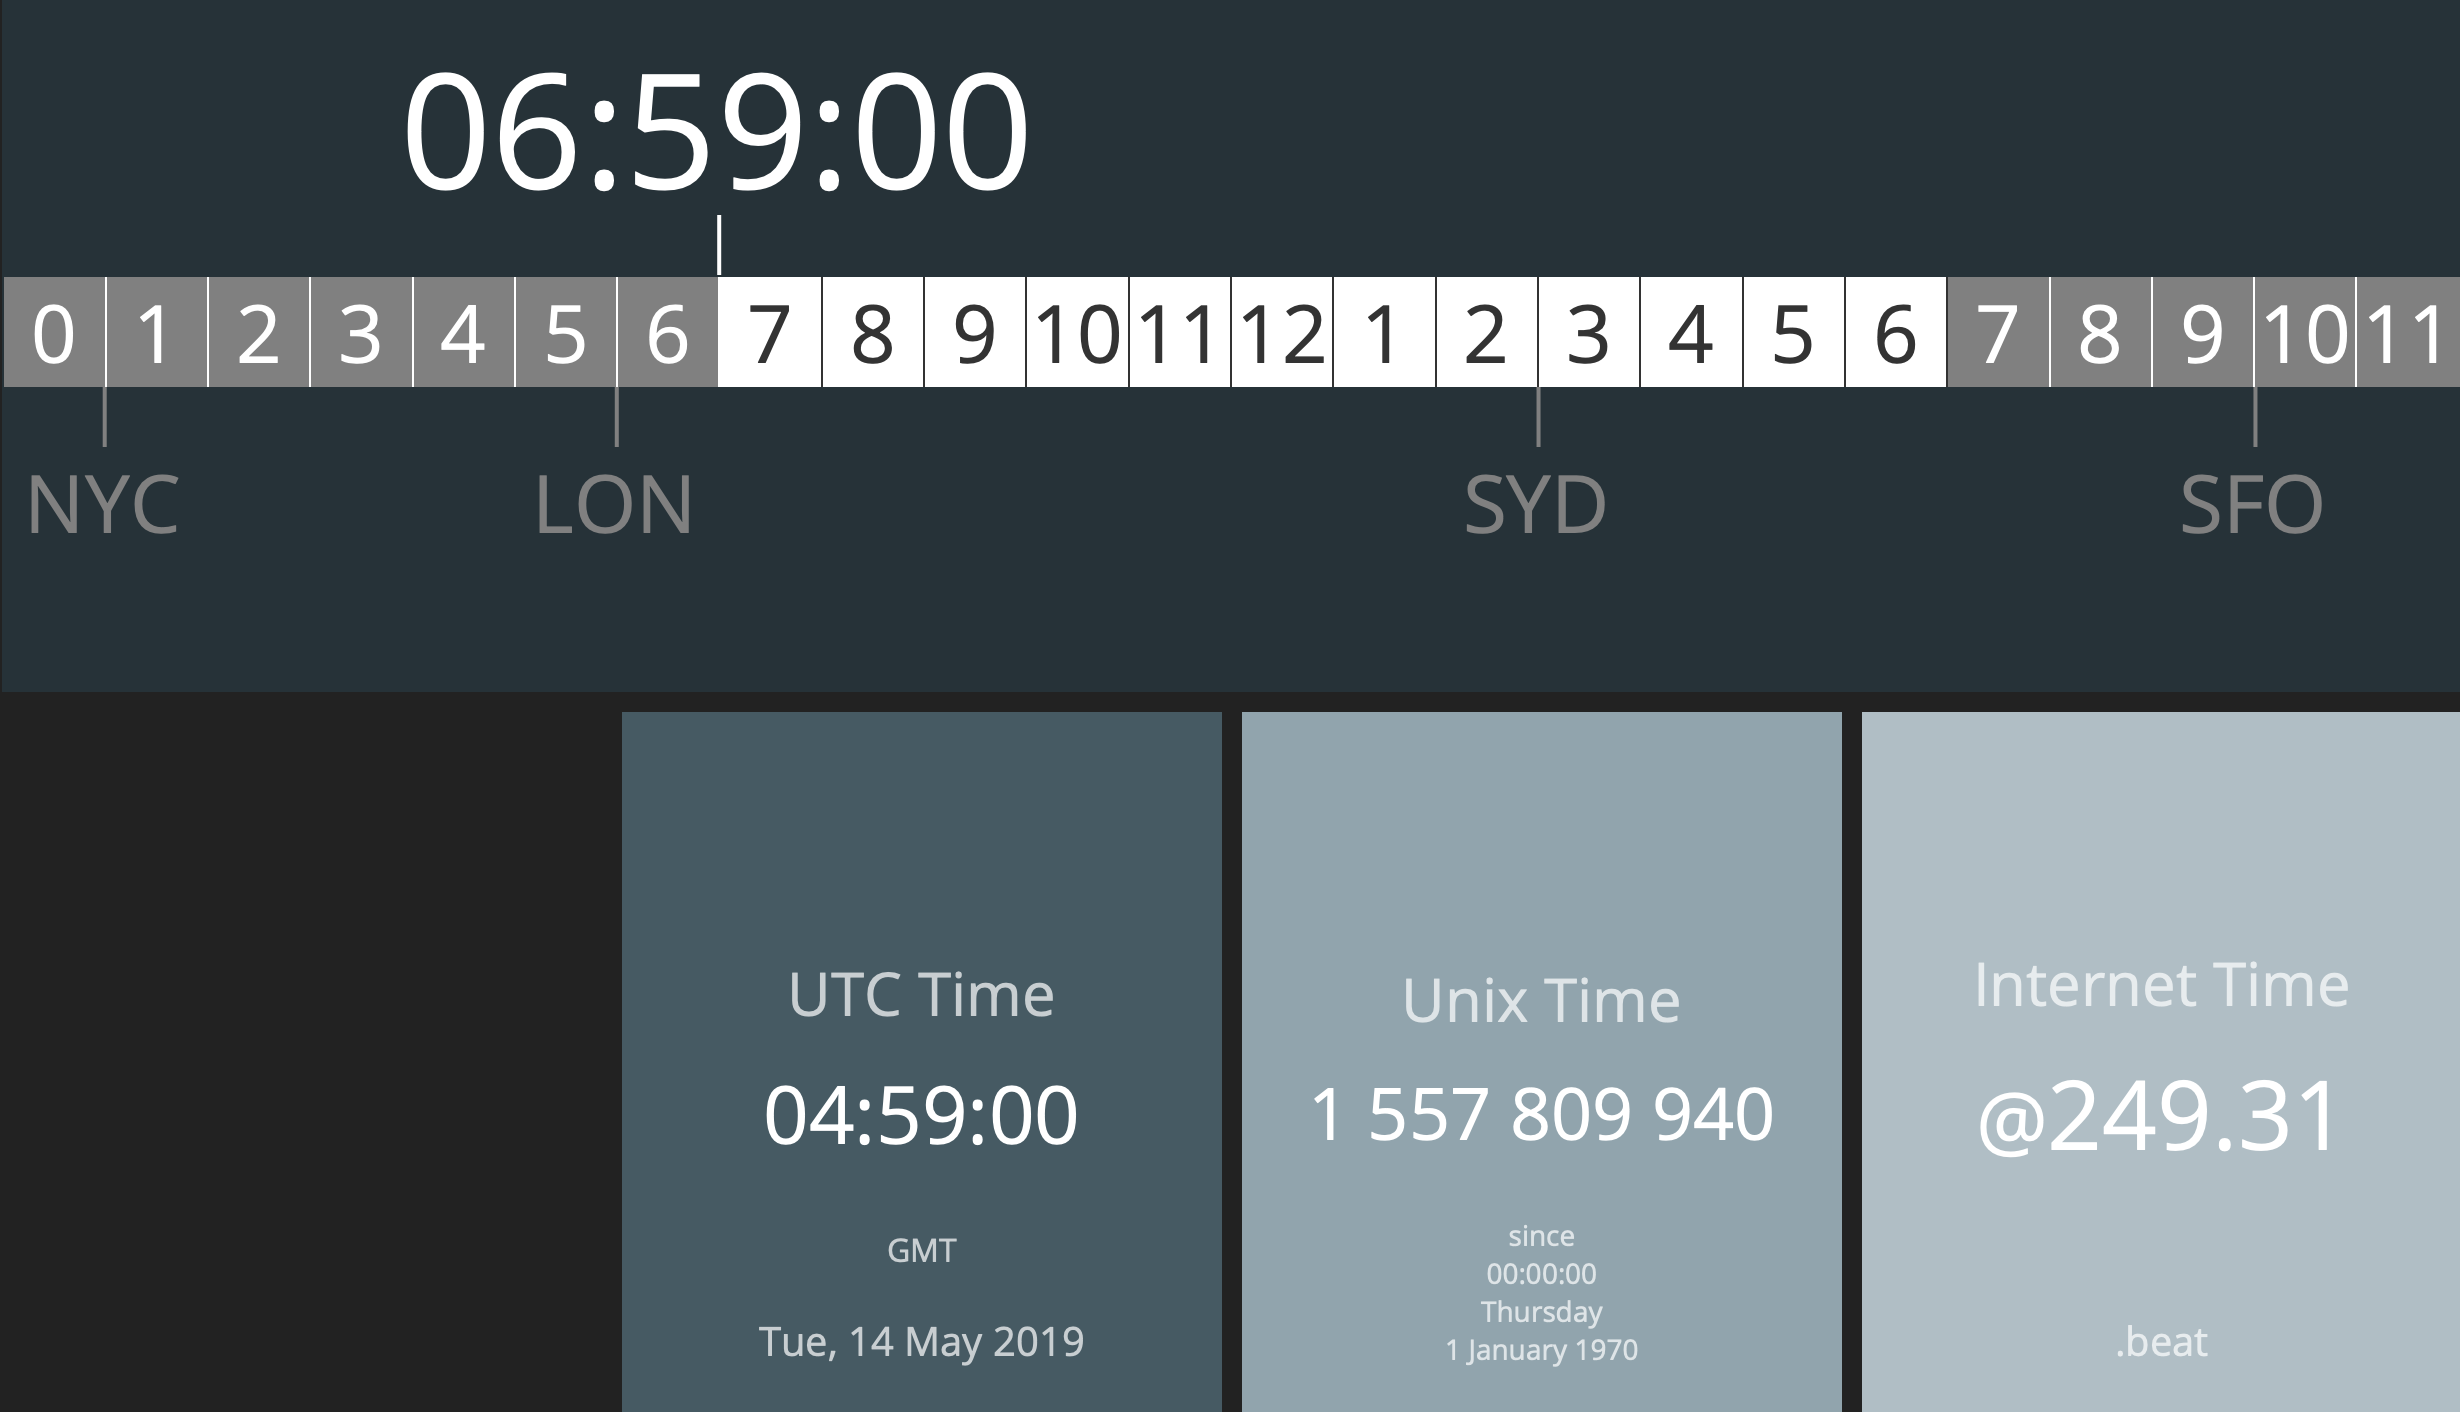 06:59:00
0 1 2 3 4 5 6 7 8 9 10 11 12 1 2 3 4 5 6 7 8 9 10 11
NYC LON SYD SFO
UTC Time
04:59:00
GMT
Tue, 14 May 2019
Unix Time
1 557 809 940
since
00:00:00
Thursday
1 January 1970
Internet Time
@249.31
.beat